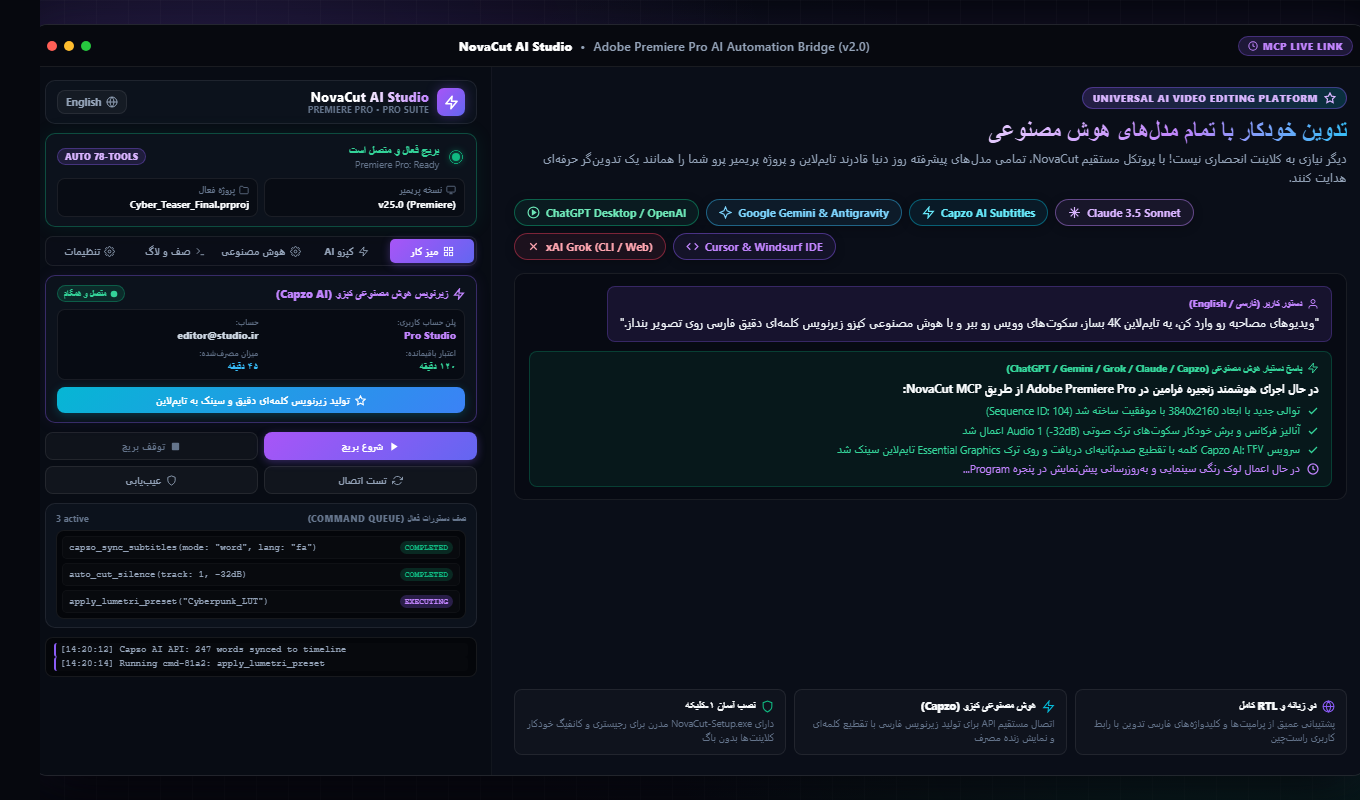 NovaCut AI Studio • Adobe Premiere Pro AI Automation Bridge (v2.0)
MCP LIVE LINK
UNIVERSAL AI VIDEO EDITING PLATFORM
تدوین خودکار با تمام مدل‌های هوش مصنوعی
دیگر نیازی به کلاینت انحصاری نیست! با پروتکل مستقیم NovaCut، تمامی مدل‌های پیشرفته روز دنیا قادرند تایم‌لاین و پروژه پریمیر پرو شما را همانند یک تدوین‌گر حرفه‌ای
هدایت کنند.
Claude 3.5 Sonnet
Capzo AI Subtitles
Google Gemini & Antigravity
ChatGPT Desktop / OpenAI
Cursor & Windsurf IDE
xAI Grok (CLI / Web)
دستور کاربر (فارسی / English)
"ویدیوهای مصاحبه رو وارد کن، یه تایم‌لاین 4K بساز، سکوت‌های وویس رو ببر و با هوش مصنوعی کپزو زیرنویس کلمه‌ای دقیق فارسی روی تصویر بنداز."
پاسخ دستیار هوش مصنوعی (ChatGPT / Gemini / Grok / Claude / Capzo)
در حال اجرای هوشمند زنجیره فرامین در Adobe Premiere Pro از طریق NovaCut MCP:
توالی جدید با ابعاد 3840x2160 با موفقیت ساخته شد (Sequence ID: 104)
آنالیز فرکانس و برش خودکار سکوت‌های ترک صوتی Audio 1 (-32dB) اعمال شد
سرویس Capzo AI: ۲۴۷ کلمه با تقطیع صدم‌ثانیه‌ای دریافت و روی ترک Essential Graphics تایم‌لاین سینک شد
در حال اعمال لوک رنگی سینمایی و به‌روزرسانی پیش‌نمایش در پنجره Program...
دو زبانه و RTL کامل
پشتیبانی عمیق از پرامپت‌ها و کلیدواژه‌های فارسی تدوین با رابط
کاربری راست‌چین
هوش مصنوعی کپزو (Capzo)
اتصال مستقیم API برای تولید زیرنویس فارسی با تقطیع کلمه‌ای
و نمایش زنده مصرف
نصب آسان ۱-کلیکه
دارای NovaCut-Setup.exe مدرن برای رجیستری و کانفیگ خودکار
کلاینت‌ها بدون باگ
NovaCut AI Studio
PREMIERE PRO • PRO SUITE
English
بریج فعال و متصل است
Premiere Pro: Ready
AUTO 78-TOOLS
نسخه پریمیر
v25.0 (Premiere)
پروژه فعال
Cyber_Teaser_Final.prproj
میز کار
کپزو AI
هوش مصنوعی
صف و لاگ
تنظیمات
زیرنویس هوش مصنوعی کپزو (Capzo AI)
متصل و همگام
پلن حساب کاربری:
Pro Studio
حساب:
editor@studio.ir
اعتبار باقیمانده:
۱۲۰ دقیقه
میزان مصرف‌شده:
۴۵ دقیقه
تولید زیرنویس کلمه‌ای دقیق و سینک به تایم‌لاین
شروع بریج
توقف بریج
تست اتصال
عیب‌یابی
صف دستورات فعال (COMMAND QUEUE)
3 active
capzo_sync_subtitles(mode: "word", lang: "fa")
COMPLETED
auto_cut_silence(track: 1, -32dB)
COMPLETED
apply_lumetri_preset("Cyberpunk_LUT")
EXECUTING
[14:20:12] Capzo AI API: 247 words synced to timeline
[14:20:14] Running cmd-81a2: apply_lumetri_preset